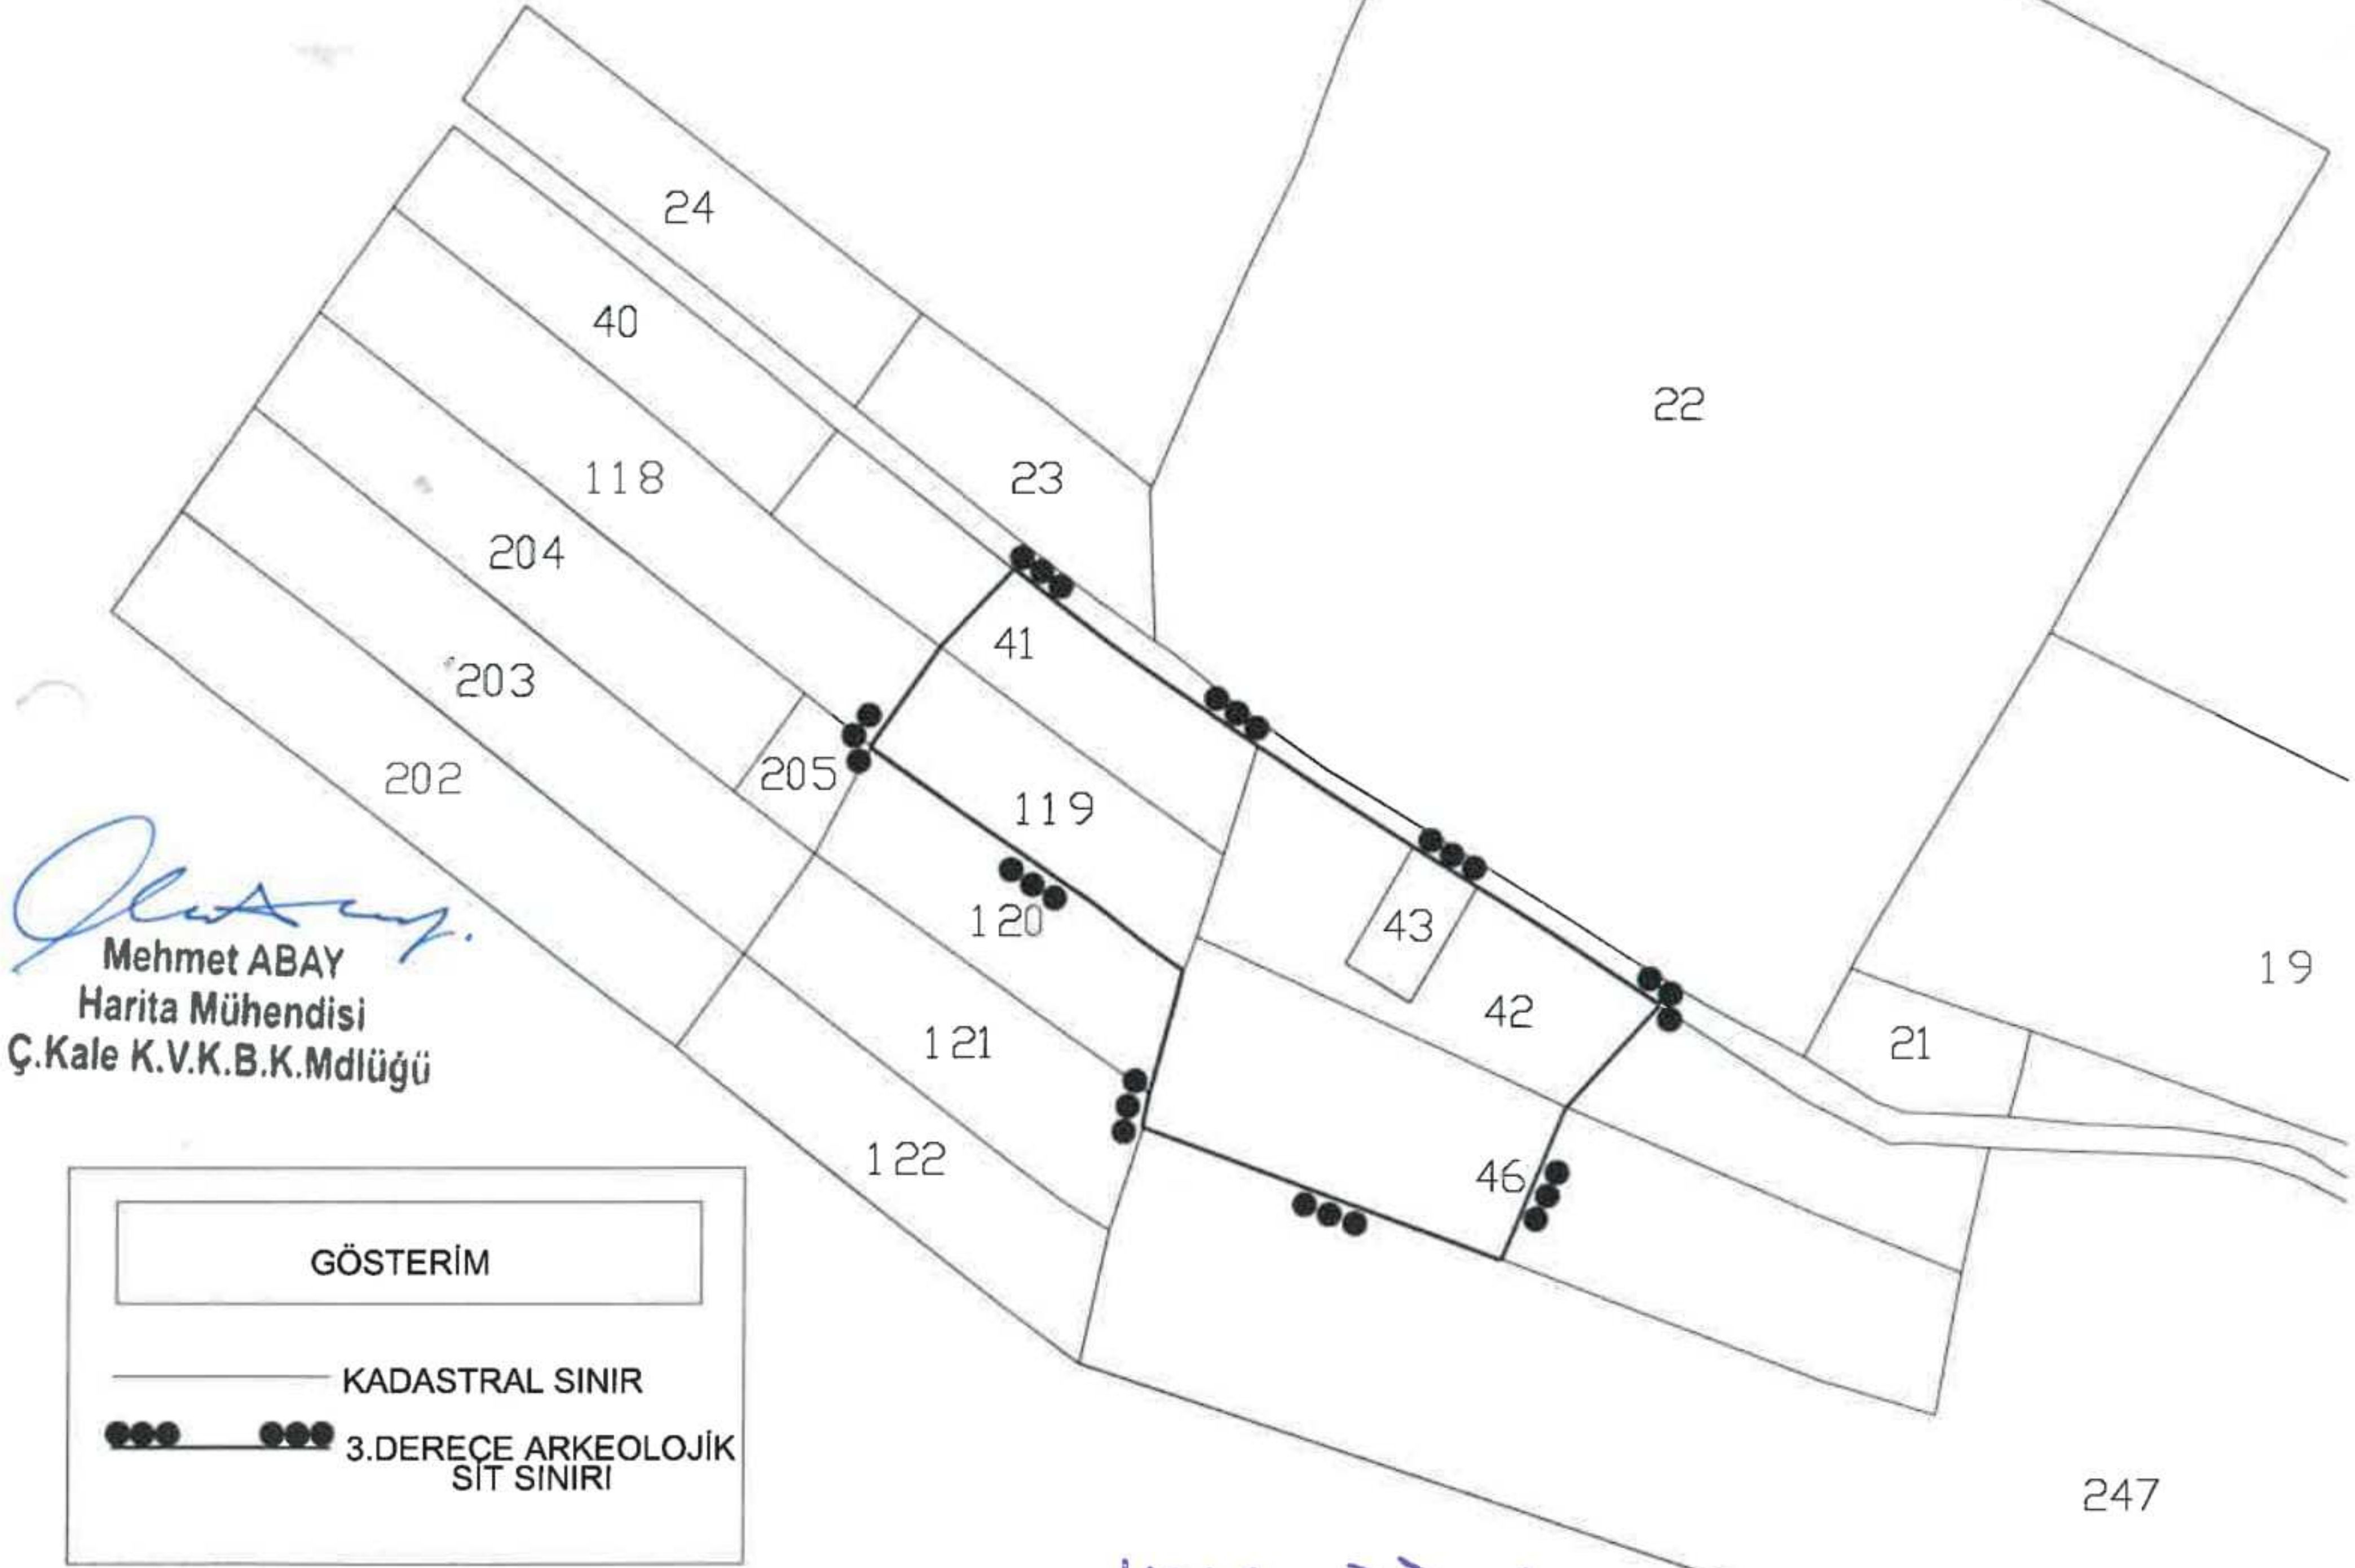 24
40
22
23
118
204
41
203
205
202
119
120
43
19
42
121
21
122
46
247
Mehmet ABAY
Harita Mühendisi
Ç.Kale K.V.K.B.K.Mdlüğü
GÖSTERİM
KADASTRAL SINIR
3.DEREÇE ARKEOLOJİK
SİT SINIRI